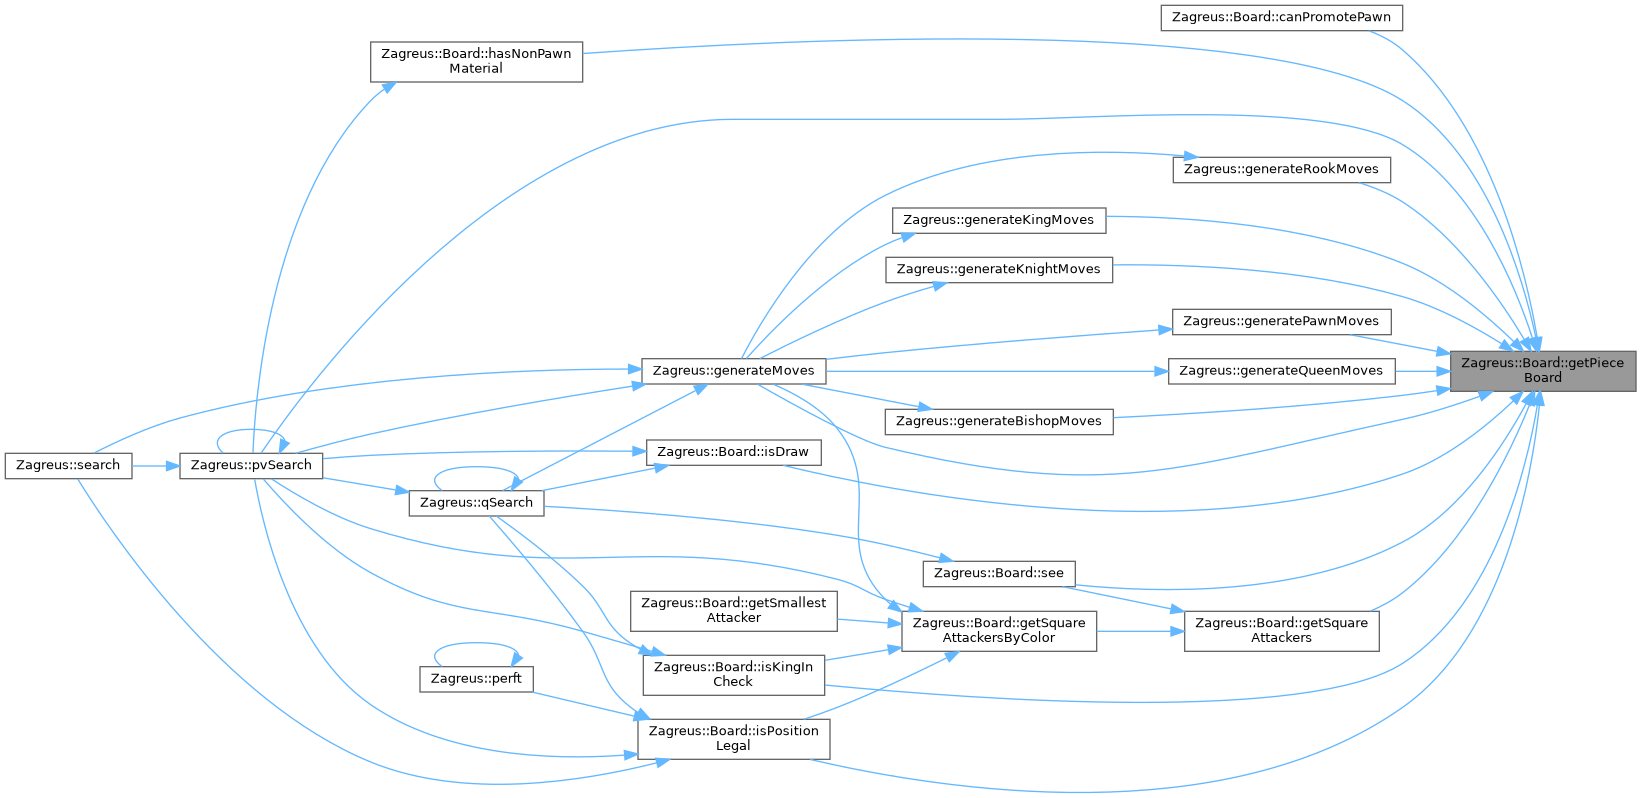 Zagreus::Board::canPromotePawn
Zagreus::Board::hasNonPawn
Material
Zagreus::generateRookMoves
Zagreus::generateKingMoves
Zagreus::generateKnightMoves
Zagreus::generatePawnMoves
Zagreus::generateMoves
Zagreus::generateQueenMoves
Zagreus::Board::getPiece
Board
Zagreus::generateBishopMoves
Zagreus::Board::isDraw
Zagreus::search
Zagreus::pvSearch
Zagreus::qSearch
Zagreus::Board::see
Zagreus::Board::getSmallest
Attacker
Zagreus::Board::getSquare
AttackersByColor
Zagreus::Board::getSquare
Attackers
Zagreus::Board::isKingIn
Check
Zagreus::perft
Zagreus::Board::isPosition
Legal